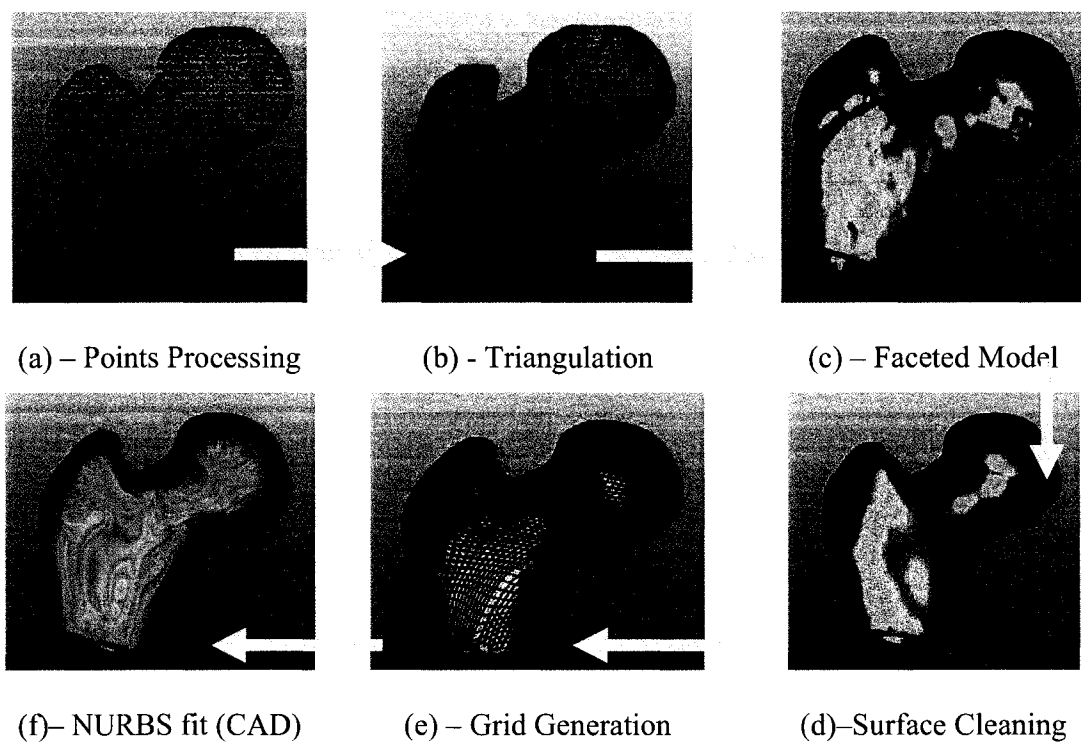 (a) – Points Processing
(b) - Triangulation
(c) – Faceted Model
(f)– NURBS fit (CAD)
(e) – Grid Generation
(d)–Surface Cleaning